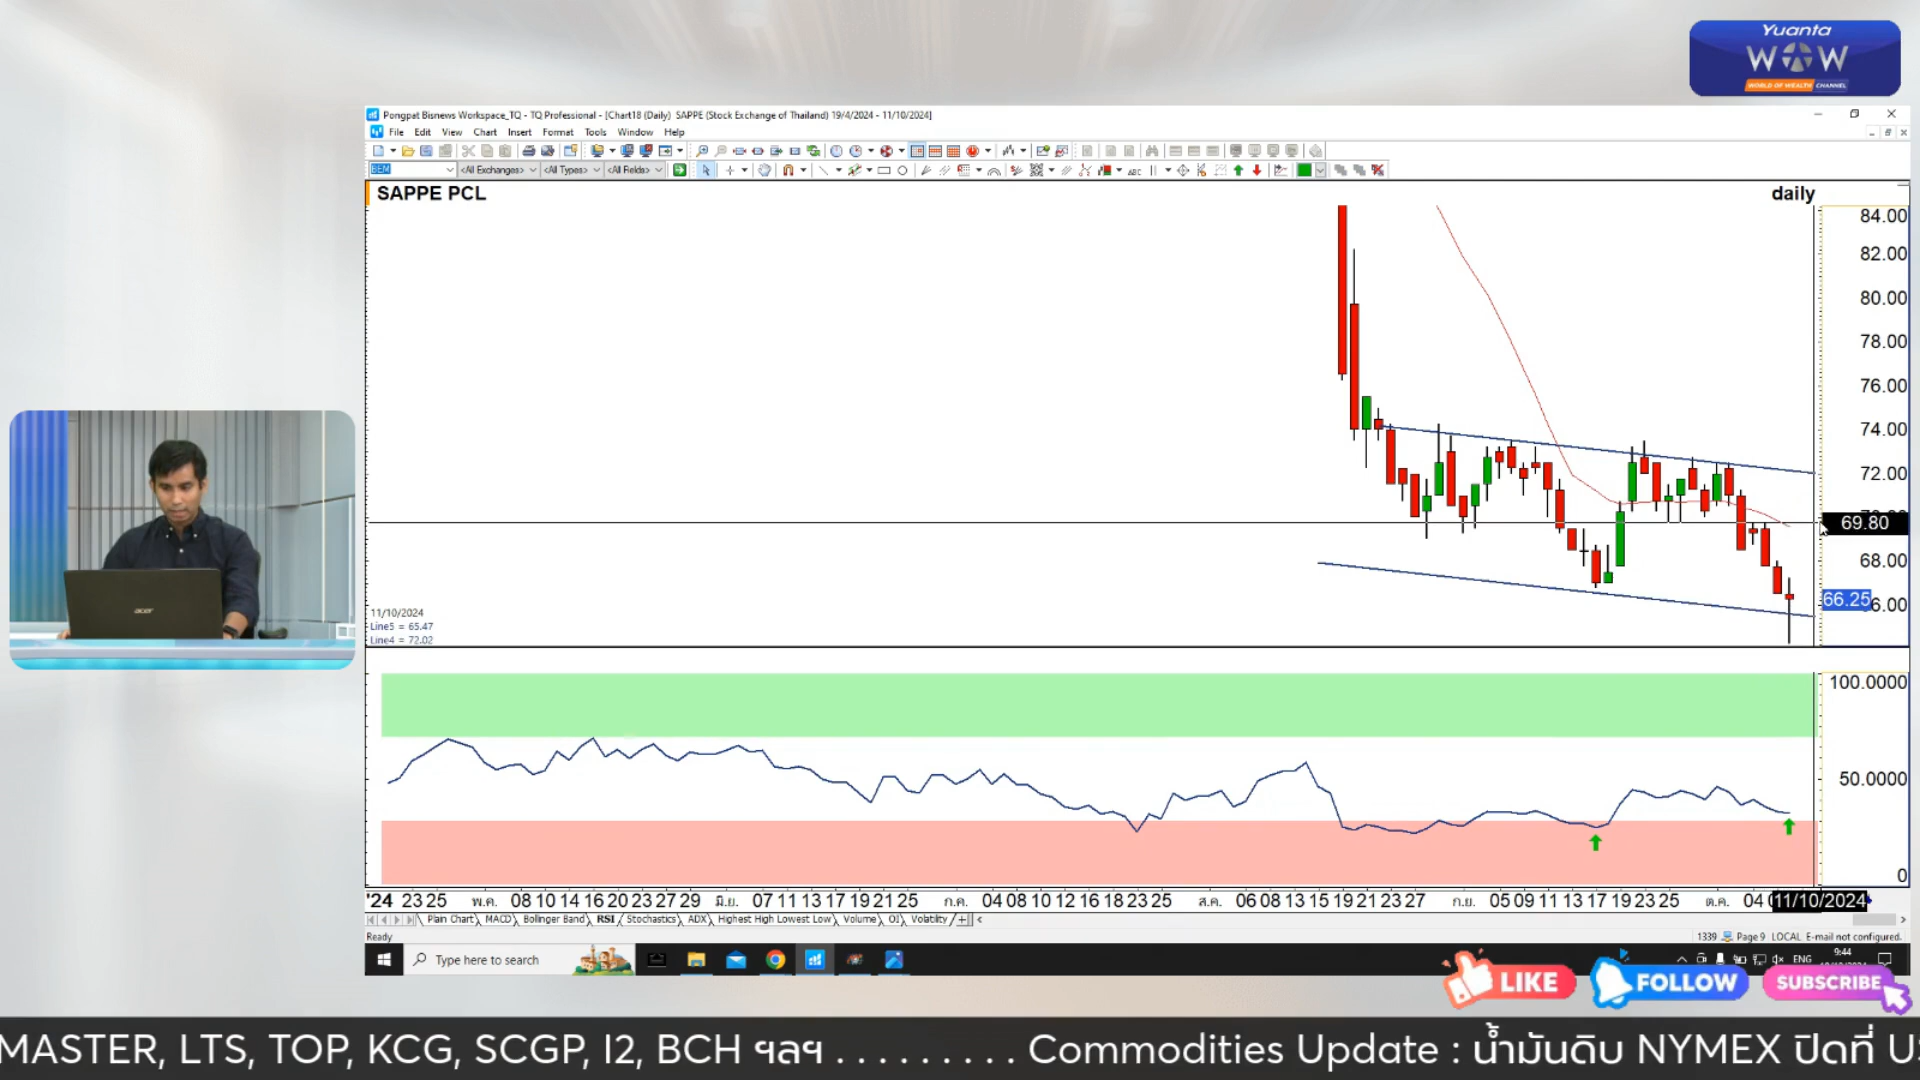 Yuanta
WOW
WORLD OF WEALTH CHANNEL
Pongpat Bisnews Workspace_TQ - TQ Professional - [Chart18 (Daily) SAPPE (Stock Exchange of Thailand) 19/4/2024 - 11/10/2024]
File Edit View Chart Insert Format Tools Window Help
BEM <All Exchanges> <All Types> <All Fields>
SAPPE PCL
daily
84.00
82.00
80.00
78.00
76.00
74.00
72.00
69.80
68.00
66.25
11/10/2024
Line5 = 65.47
Line4 = 72.02
100.0000
50.0000
0
'24 23 25 พ.ค. 08 10 14 16 20 23 27 29 มิ.ย. 07 11 13 17 19 21 25 ก.ค. 04 08 10 12 16 18 23 25 ส.ค. 06 08 13 15 19 21 23 27 ก.ย. 05 09 11 13 17 19 23 25 ต.ค. 04 11/10/2024
Plain Chart MACD Bollinger Band RSI Stochastics ADX Highest High Lowest Low Volume OI Volatility
Ready
1339 Page 9 LOCAL E-mail not configured.
Type here to search
ENG
9:44
acer
LIKE
FOLLOW
SUBSCRIBE
MASTER, LTS, TOP, KCG, SCGP, I2, BCH ฯลฯ . . . . . . . . . Commodities Update : น้ำมันดิบ NYMEX ปิดที่